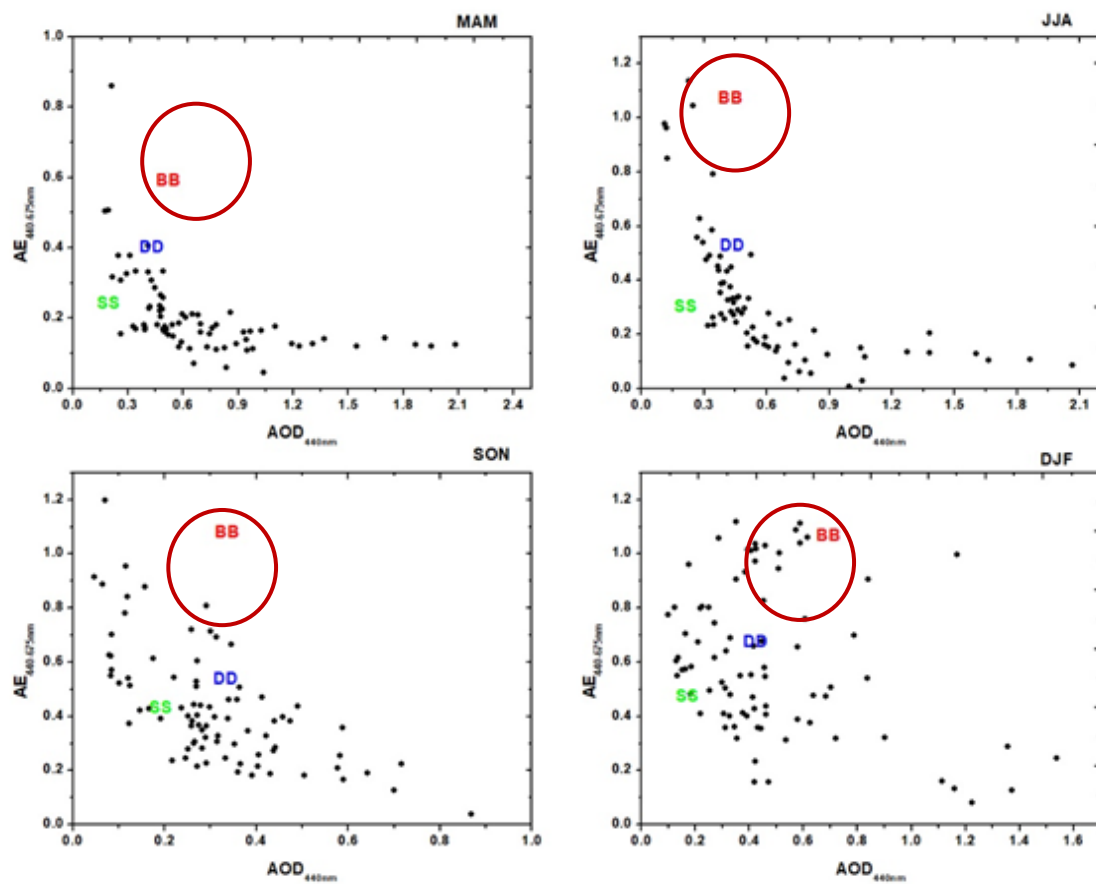 MAM
1.0
0.8
0.6
0.4
0.2
0.0
AE440-675nm
BB
DD
SS
0.0 0.3 0.6 0.9 1.2 1.5 1.8 2.1 2.4
AOD440nm
JJA
1.2
1.0
0.8
0.6
0.4
0.2
0.0
AE440-675nm
BB
DD
SS
0.0 0.3 0.6 0.9 1.2 1.5 1.8 2.1
AOD440nm
SON
1.2
1.0
0.8
0.6
0.4
0.2
0.0
AE440-675nm
BB
DD
SS
0.0 0.2 0.4 0.6 0.8 1.0
AOD440nm
DJF
1.2
1.0
0.8
0.6
0.4
0.2
0.0
AE440-675nm
BB
DD
SS
0.0 0.2 0.4 0.6 0.8 1.0 1.2 1.4 1.6
AOD440nm